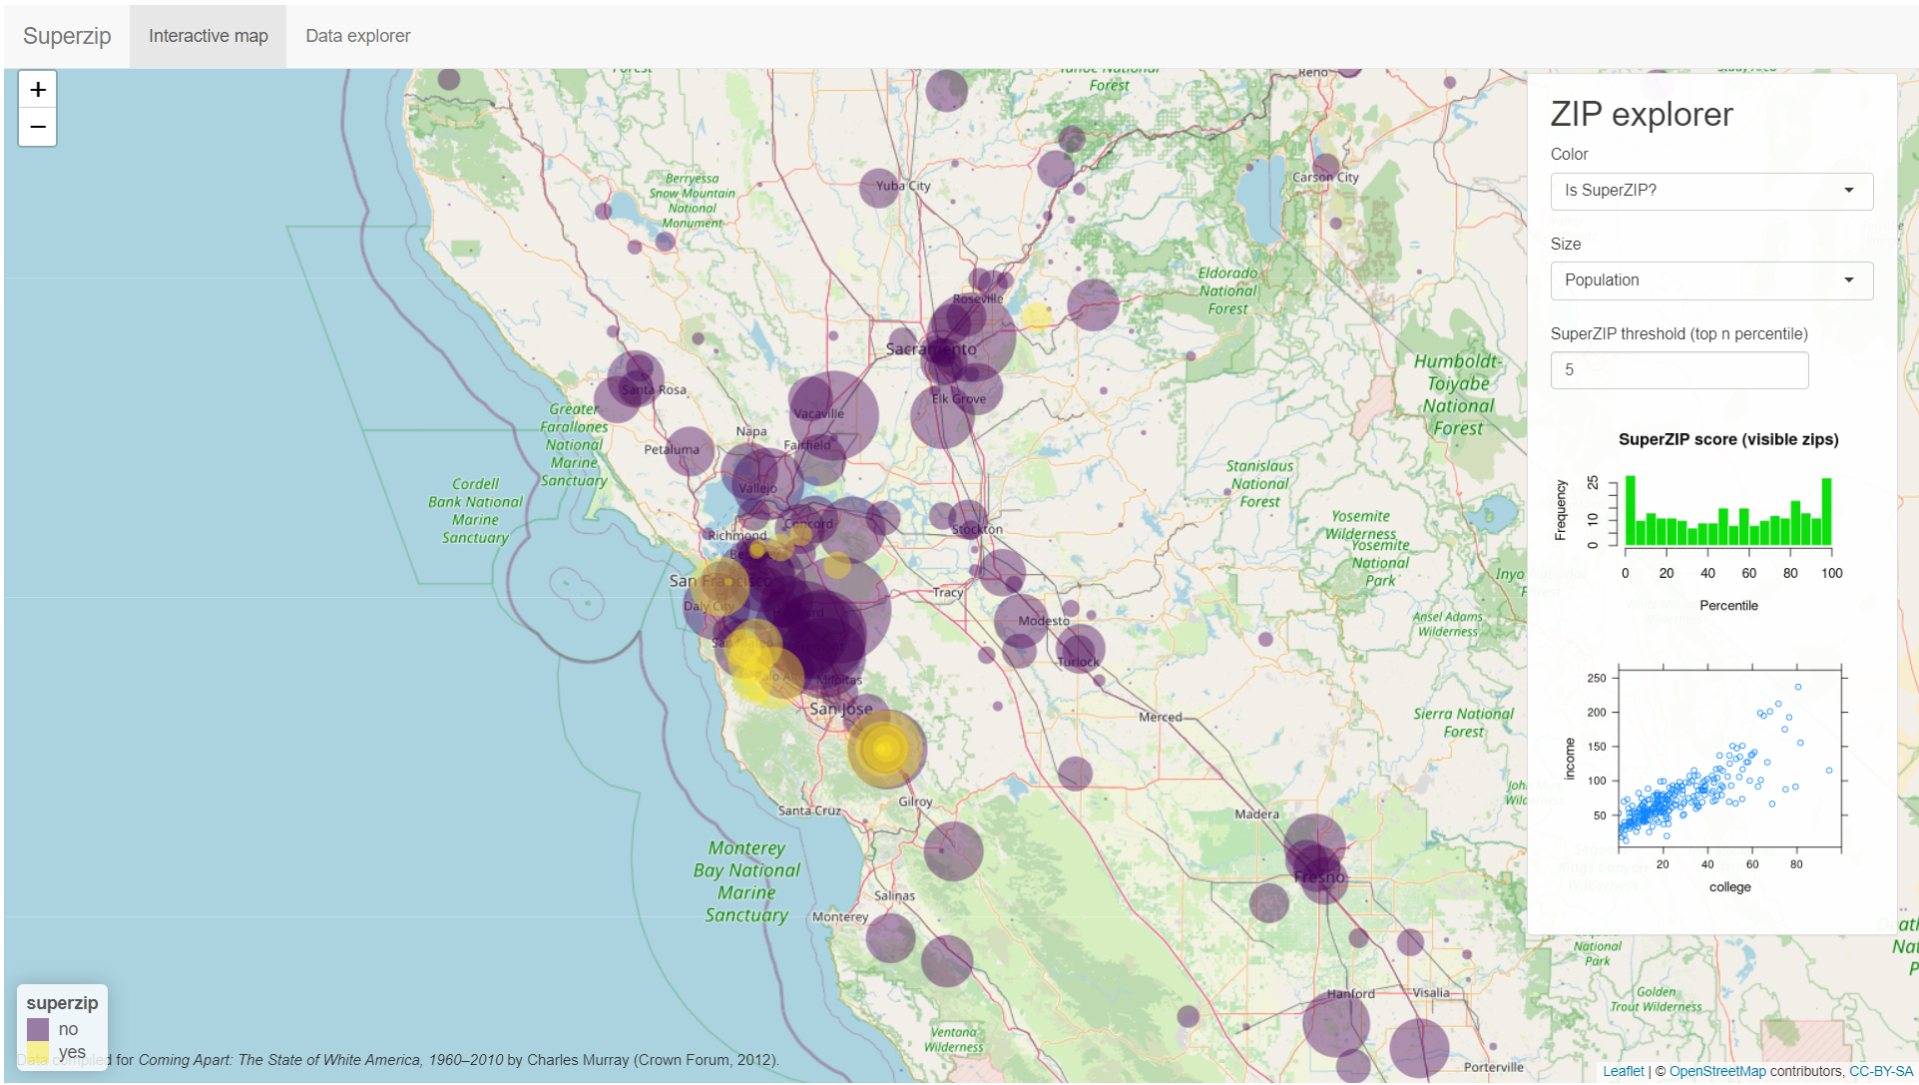 Superzip
Interactive map
Data explorer
+
−
Forest
Tahoe National
Forest
Reno
Berryessa
Snow Mountain
National
Monument
Yuba City
Carson City
Roseville
Eldorado
National
Forest
Sacramento
Santa Rosa
Elk Grove
Vacaville
Humboldt-
Toiyabe
National
Forest
Greater
Farallones
National
Marine
Sanctuary
Napa
Fairfield
Petaluma
Vallejo
Cordell
Bank National
Marine
Sanctuary
Stanislaus
National
Forest
Concord
Stockton
Richmond
Yosemite
Wilderness
Yosemite
National
Park
San Francisco
Daly City
Tracy
Modesto
Ansel Adams
Wilderness
Turlock
Milpitas
San Jose
Merced
Sierra National
Forest
Gilroy
Santa Cruz
Madera
Monterey
Bay National
Marine
Sanctuary
Fresno
Salinas
Monterey
Hanford
Visalia
National
Park
Golden
Trout Wilderness
Ventana
Wilderness
Porterville
ZIP explorer
Color
Is SuperZIP?
Size
Population
SuperZIP threshold (top n percentile)
5
SuperZIP score (visible zips)
Frequency
0 10 25
0 20 40 60 80 100
Percentile
income
250
200
150
100
50
20 40 60 80
college
superzip
no
yes
Data compiled for Coming Apart: The State of White America, 1960–2010 by Charles Murray (Crown Forum, 2012).
Leaflet | © OpenStreetMap contributors, CC-BY-SA